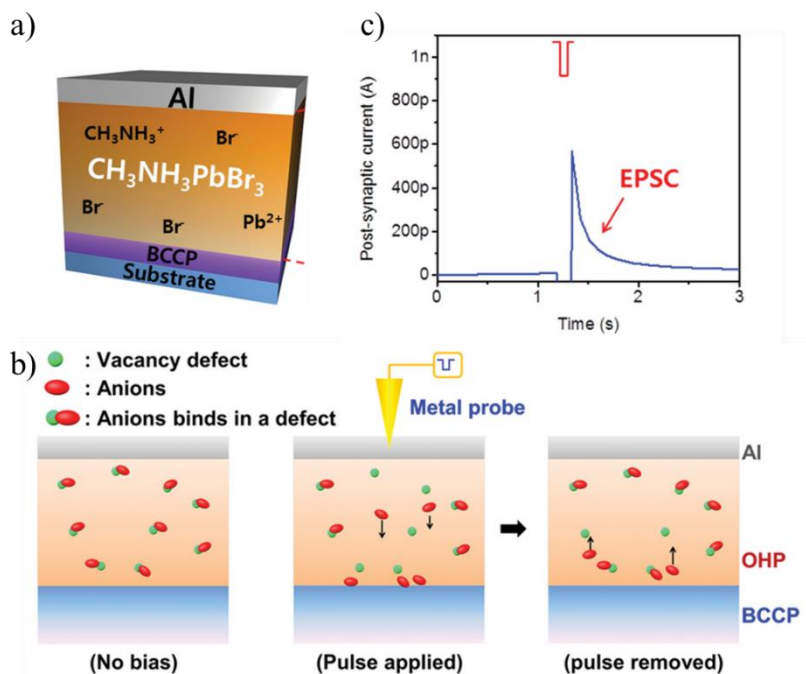 a)
Al
CH₃NH₃⁺ Br⁻
CH₃NH₃PbBr₃
Br⁻ Br⁻ Pb²⁺
BCCP
Substrate
c)
Post-synaptic current (A)
1n
800p
600p
400p
200p
0
EPSC
0 1 2 3
Time (s)
b)
: Vacancy defect
: Anions
: Anions binds in a defect
Metal probe
Al
OHP
BCCP
(No bias) (Pulse applied) (pulse removed)